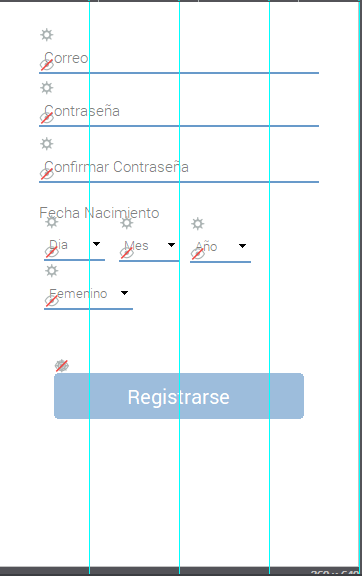 Correo
Contraseña
Confirmar Contraseña
Fecha Nacimiento
Dia Mes Año
Femenino
Registrarse